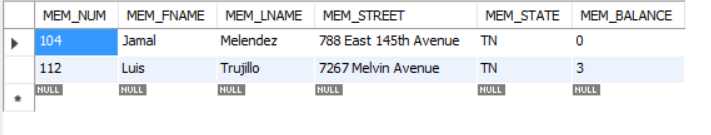 MEM_NUM MEM_FNAME MEM_LNAME MEM_STREET MEM_STATE MEM_BALANCE
104 Jamal Melendez 788 East 145th Avenue TN 0
112 Luis Trujillo 7267 Melvin Avenue TN 3
NULL NULL NULL NULL NULL NULL